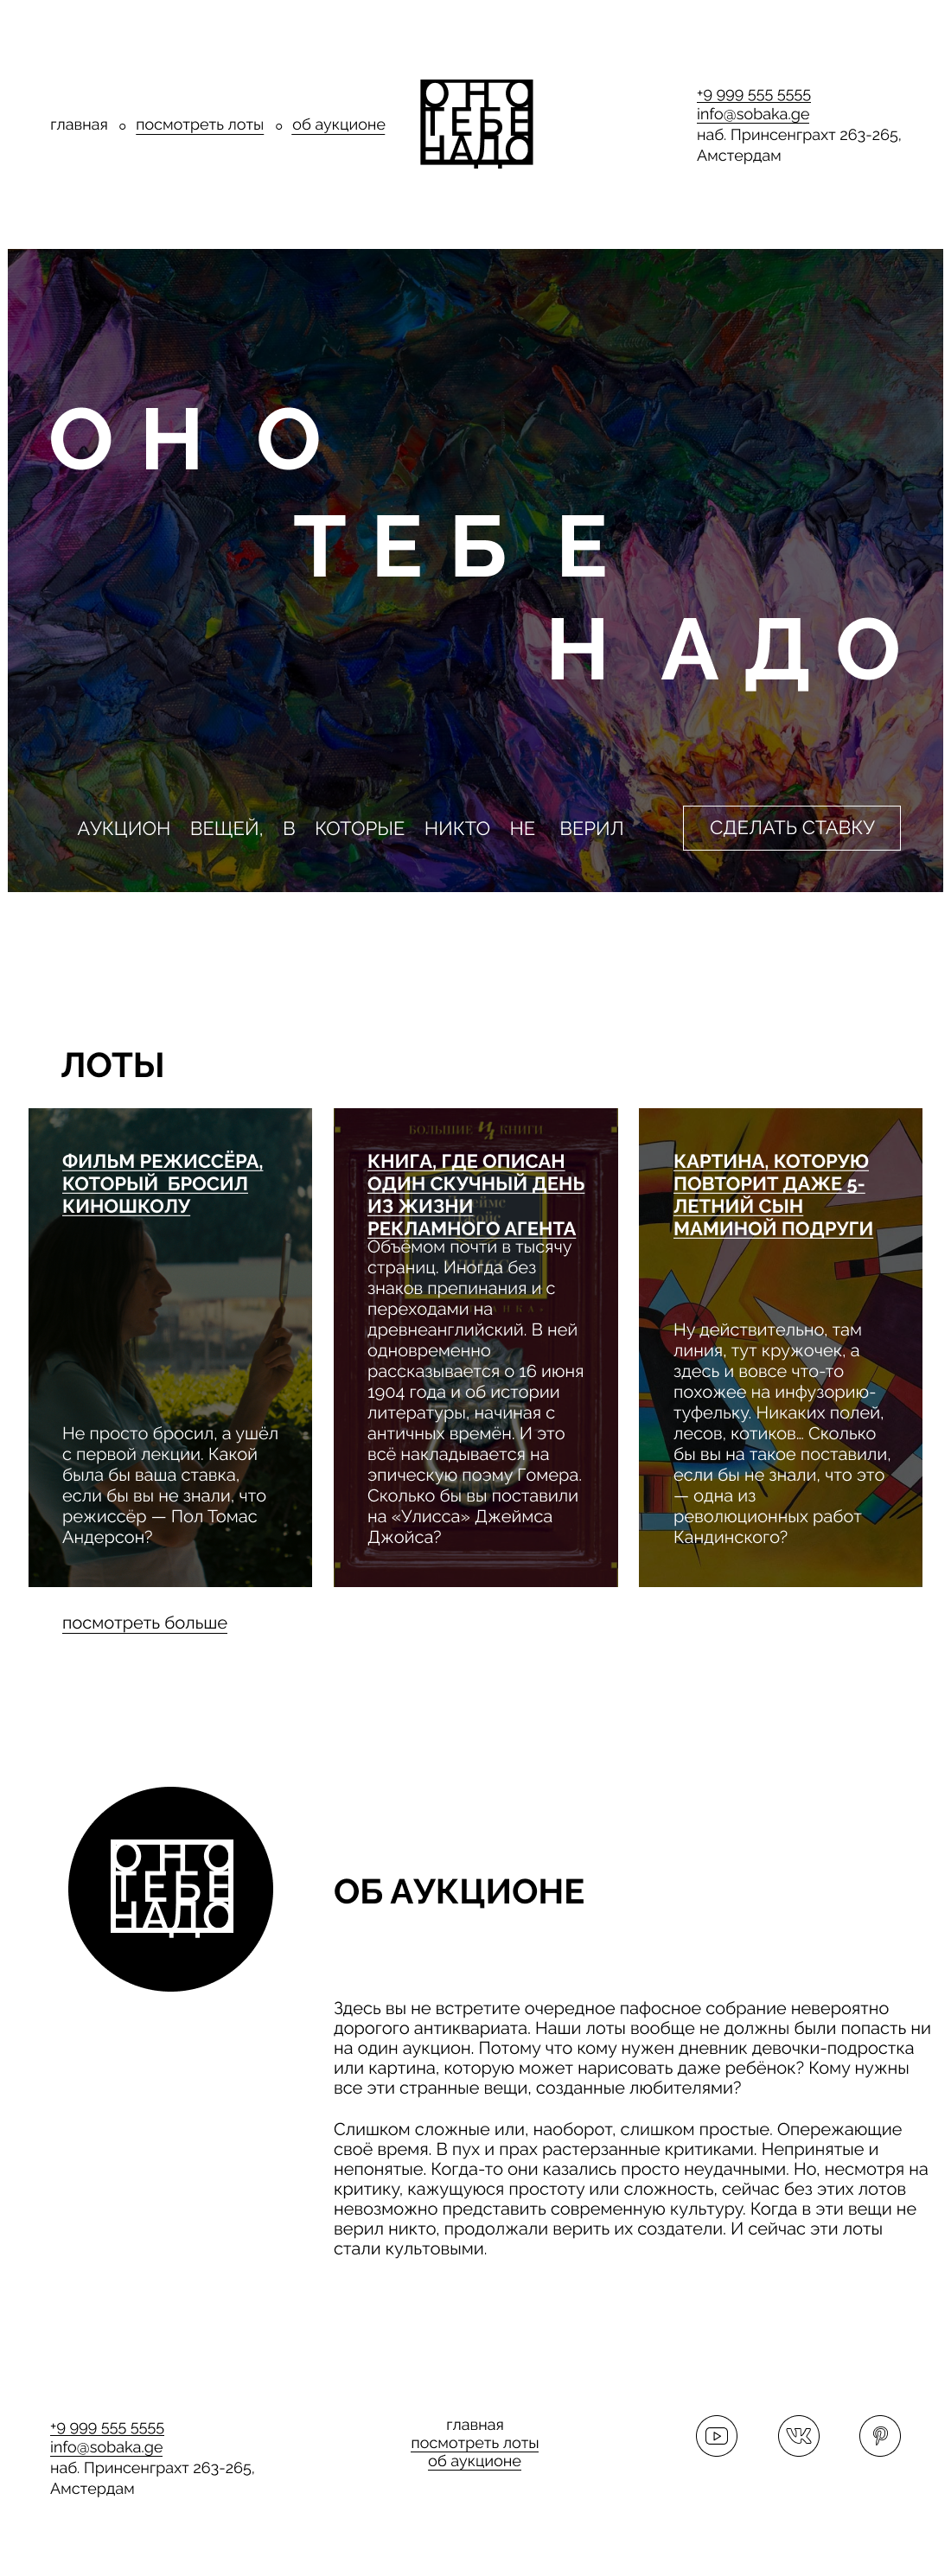 главная
посмотреть лоты
об аукционе
ОНО
ТЕБЕ
НАДО
+9 999 555 5555
info@sobaka.ge
наб. Принсенграхт 263-265,
Амстердам
ОНО
ТЕБЕ
НАДО
АУКЦИОН ВЕЩЕЙ, В КОТОРЫЕ НИКТО НЕ ВЕРИЛ
СДЕЛАТЬ СТАВКУ
ЛОТЫ
ФИЛЬМ РЕЖИССЁРА,
КОТОРЫЙ БРОСИЛ
КИНОШКОЛУ
Не просто бросил, а ушёл
с первой лекции. Какой
была бы ваша ставка,
если бы вы не знали, что
режиссёр — Пол Томас
Андерсон?
БОЛЬШИЕ КНИГИ
КНИГА, ГДЕ ОПИСАН
ОДИН СКУЧНЫЙ ДЕНЬ
ИЗ ЖИЗНИ
РЕКЛАМНОГО АГЕНТА
Объёмом почти в тысячу
страниц. Иногда без
знаков препинания и с
переходами на
древнеанглийский. В ней
одновременно
рассказывается о 16 июня
1904 года и об истории
литературы, начиная с
античных времён. И это
всё накладывается на
эпическую поэму Гомера.
Сколько бы вы поставили
на «Улисса» Джеймса
Джойса?
КАРТИНА, КОТОРУЮ
ПОВТОРИТ ДАЖЕ 5-
ЛЕТНИЙ СЫН
МАМИНОЙ ПОДРУГИ
Ну действительно, там
линия, тут кружочек, а
здесь и вовсе что-то
похожее на инфузорию-
туфельку. Никаких полей,
лесов, котиков... Сколько
бы вы на такое поставили,
если бы не знали, что это
— одна из
революционных работ
Кандинского?
посмотреть больше
ОНО
ТЕБЕ
НАДО
ОБ АУКЦИОНЕ
Здесь вы не встретите очередное пафосное собрание невероятно
дорогого антиквариата. Наши лоты вообще не должны были попасть ни
на один аукцион. Потому что кому нужен дневник девочки-подростка
или картина, которую может нарисовать даже ребёнок? Кому нужны
все эти странные вещи, созданные любителями?
Слишком сложные или, наоборот, слишком простые. Опережающие
своё время. В пух и прах растерзанные критиками. Непринятые и
непонятые. Когда-то они казались просто неудачными. Но, несмотря на
критику, кажущуюся простоту или сложность, сейчас без этих лотов
невозможно представить современную культуру. Когда в эти вещи не
верил никто, продолжали верить их создатели. И сейчас эти лоты
стали культовыми.
+9 999 555 5555
info@sobaka.ge
наб. Принсенграхт 263-265,
Амстердам
главная
посмотреть лоты
об аукционе